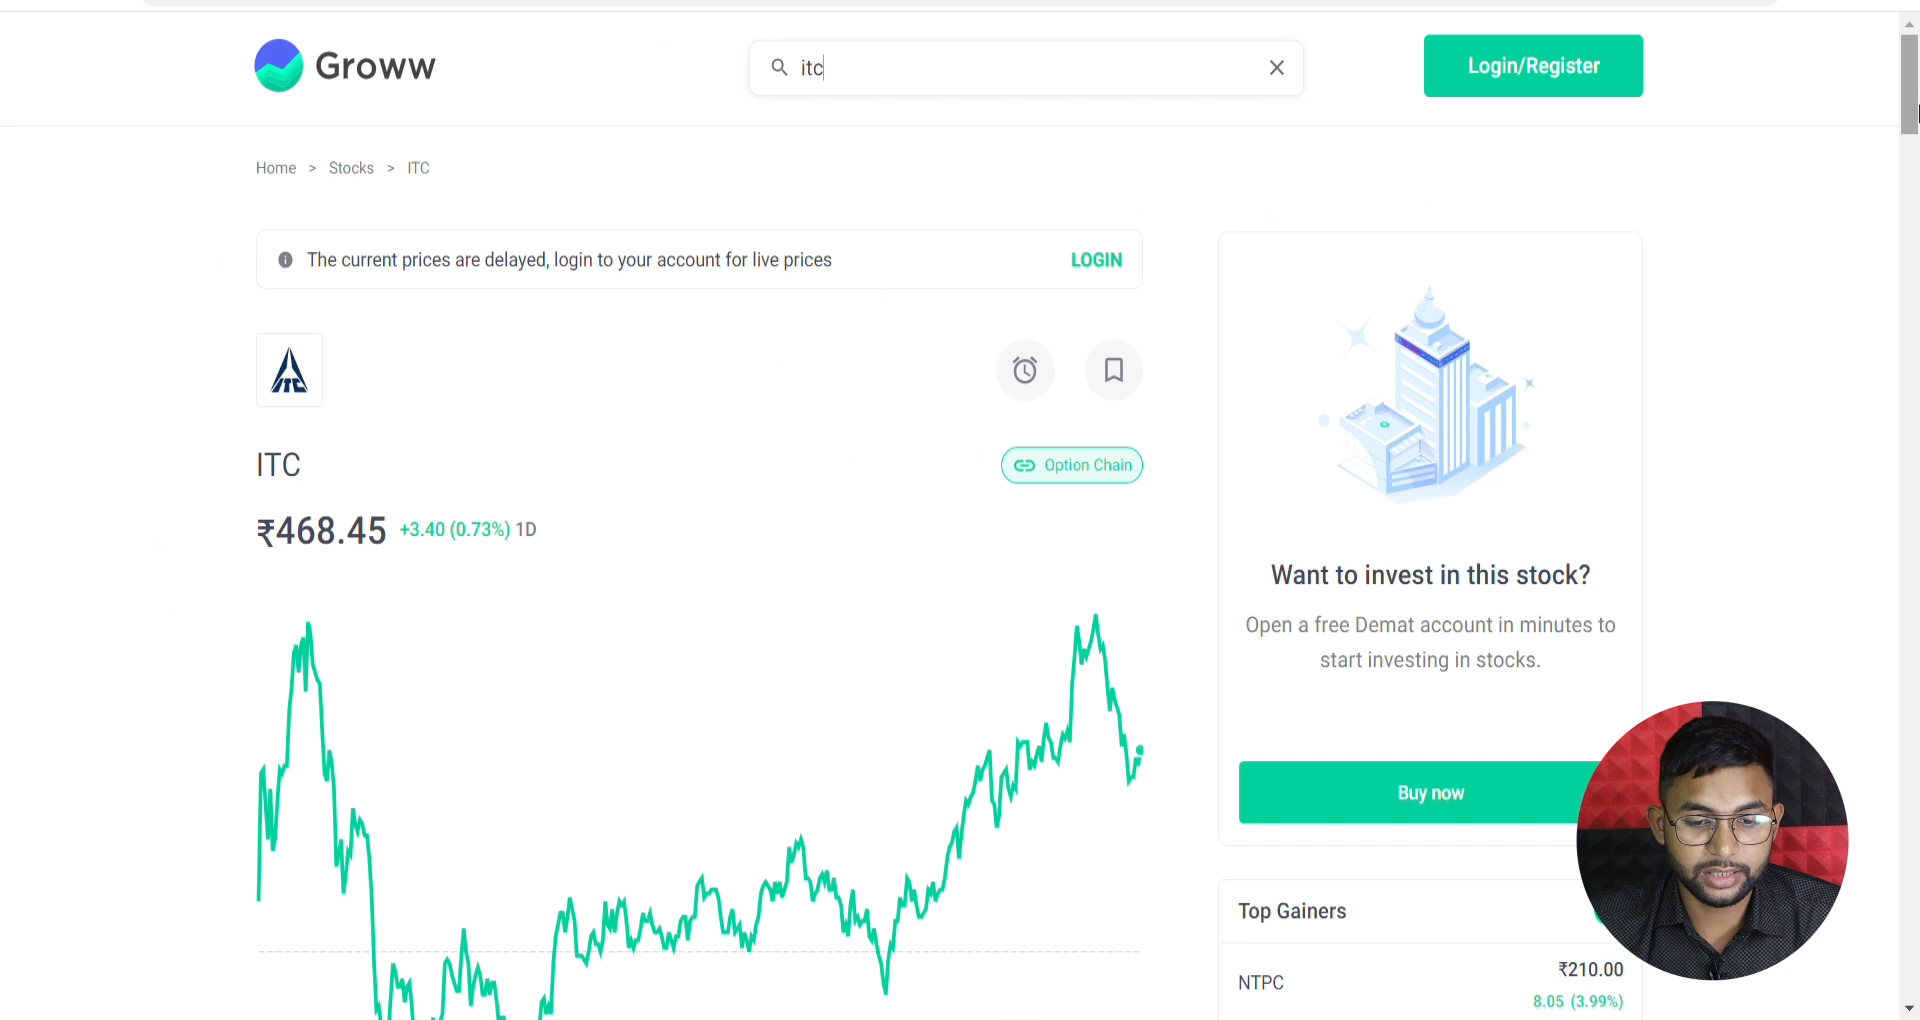 Groww
itc
Login/Register
Home > Stocks > ITC
The current prices are delayed, login to your account for live prices
LOGIN
ITC
ITC
Option Chain
₹468.45 +3.40 (0.73%) 1D
Want to invest in this stock?
Open a free Demat account in minutes to
start investing in stocks.
Buy now
Top Gainers
NTPC
₹210.00
8.05 (3.99%)